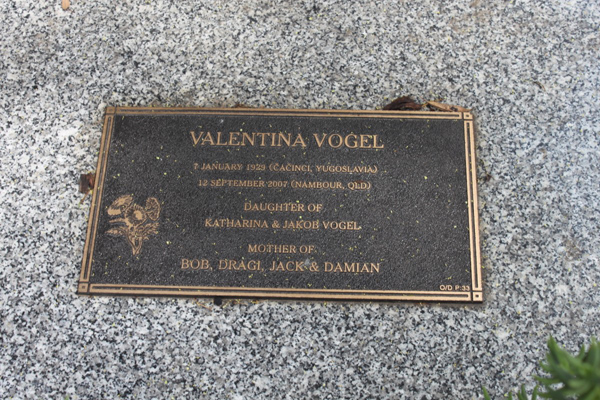 VALENTINA VOGEL
7 JANUARY 1939 (ČAČINCI, YUGOSLAVIA)
12 SEPTEMBER 2007 (NAMBOUR, QLD)
DAUGHTER OF
KATHARINA & JAKOB VOGEL
MOTHER OF
BOB, DRAGI, JACK & DAMIAN
O/D P:33